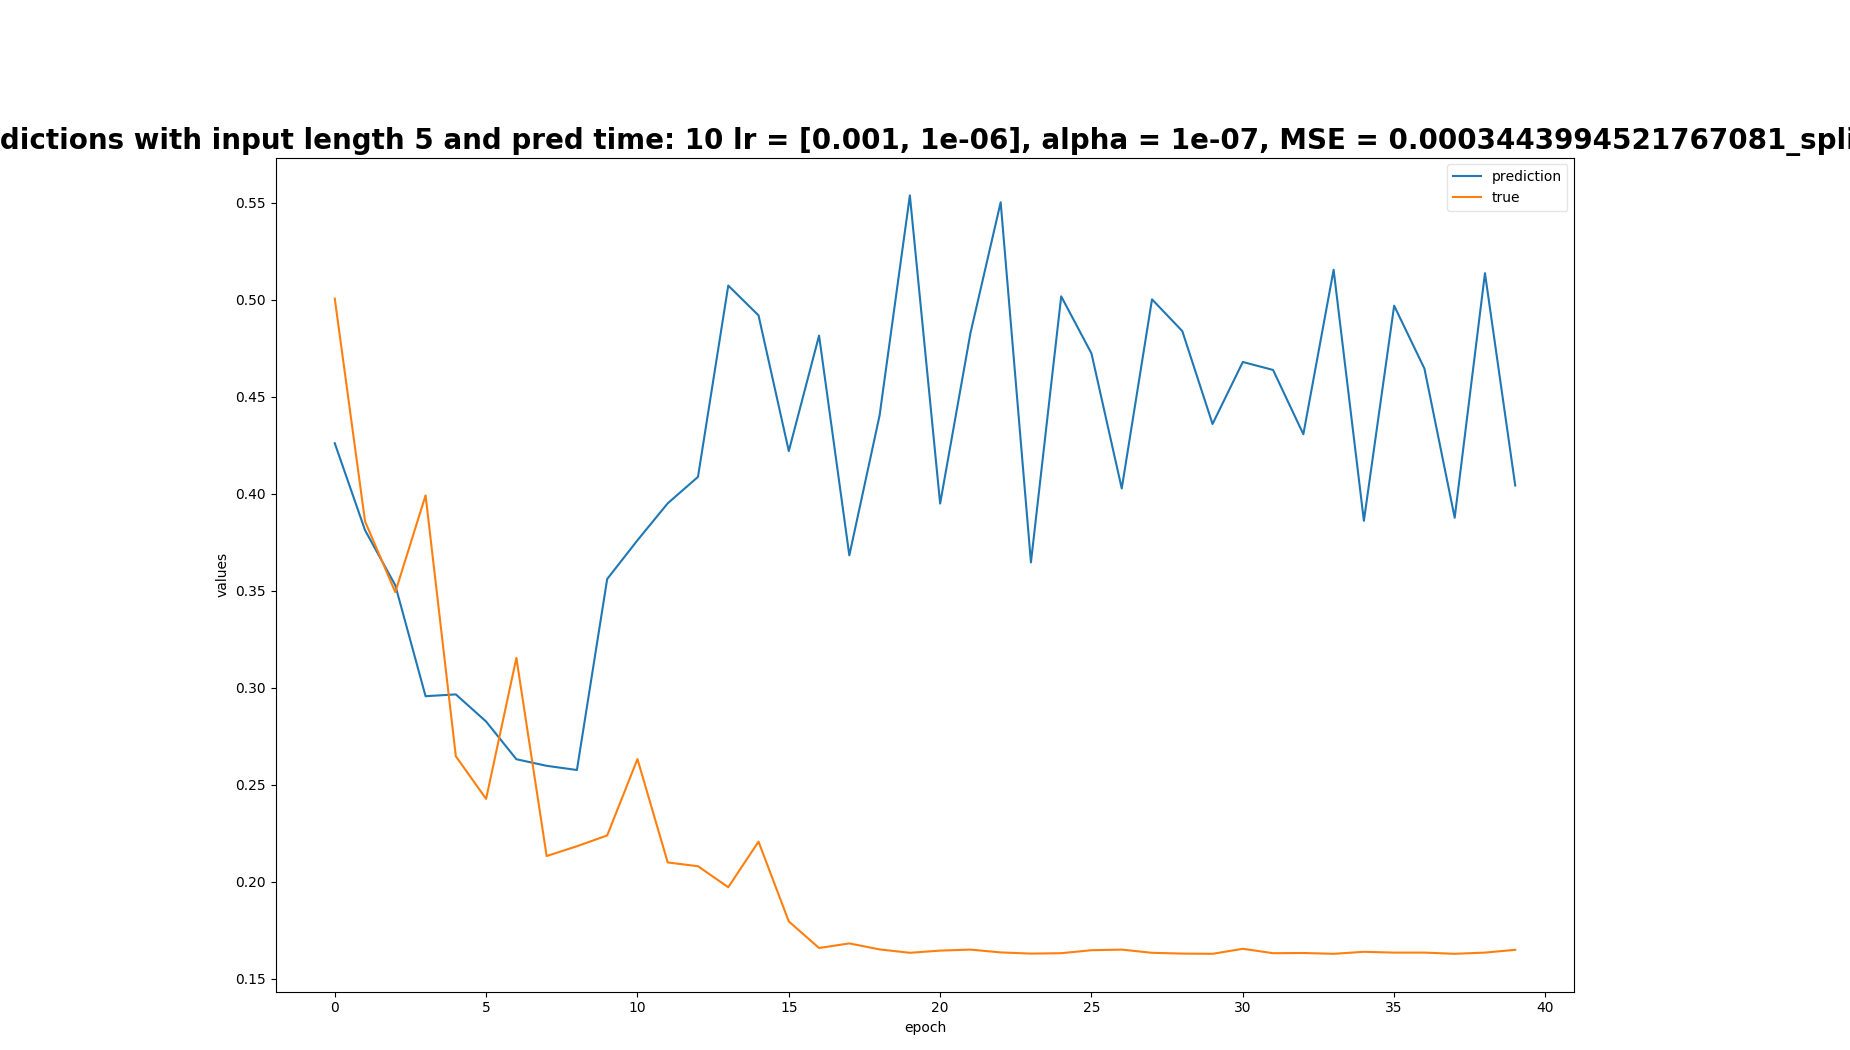 dictions with input length 5 and pred time: 10 lr = [0.001, 1e-06], alpha = 1e-07, MSE = 0.0003443994521767081_spli
prediction
true
0.55
0.50
0.45
0.40
0.35
0.30
0.25
0.20
0.15
values
0 5 10 15 20 25 30 35 40
epoch